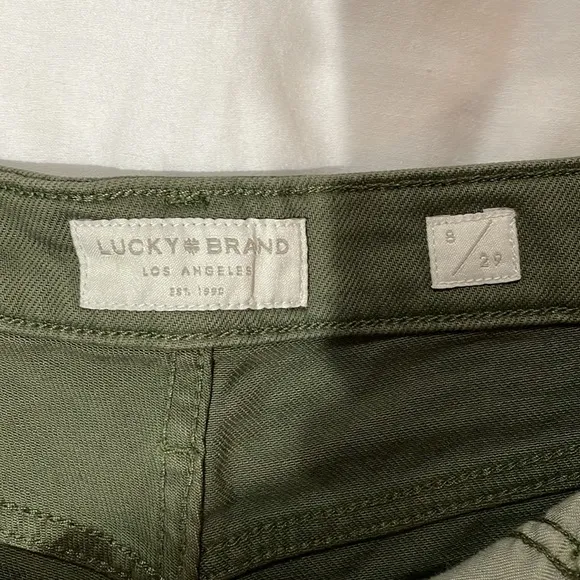 LUCKY BRAND
LOS ANGELES
EST. 1990
8/29